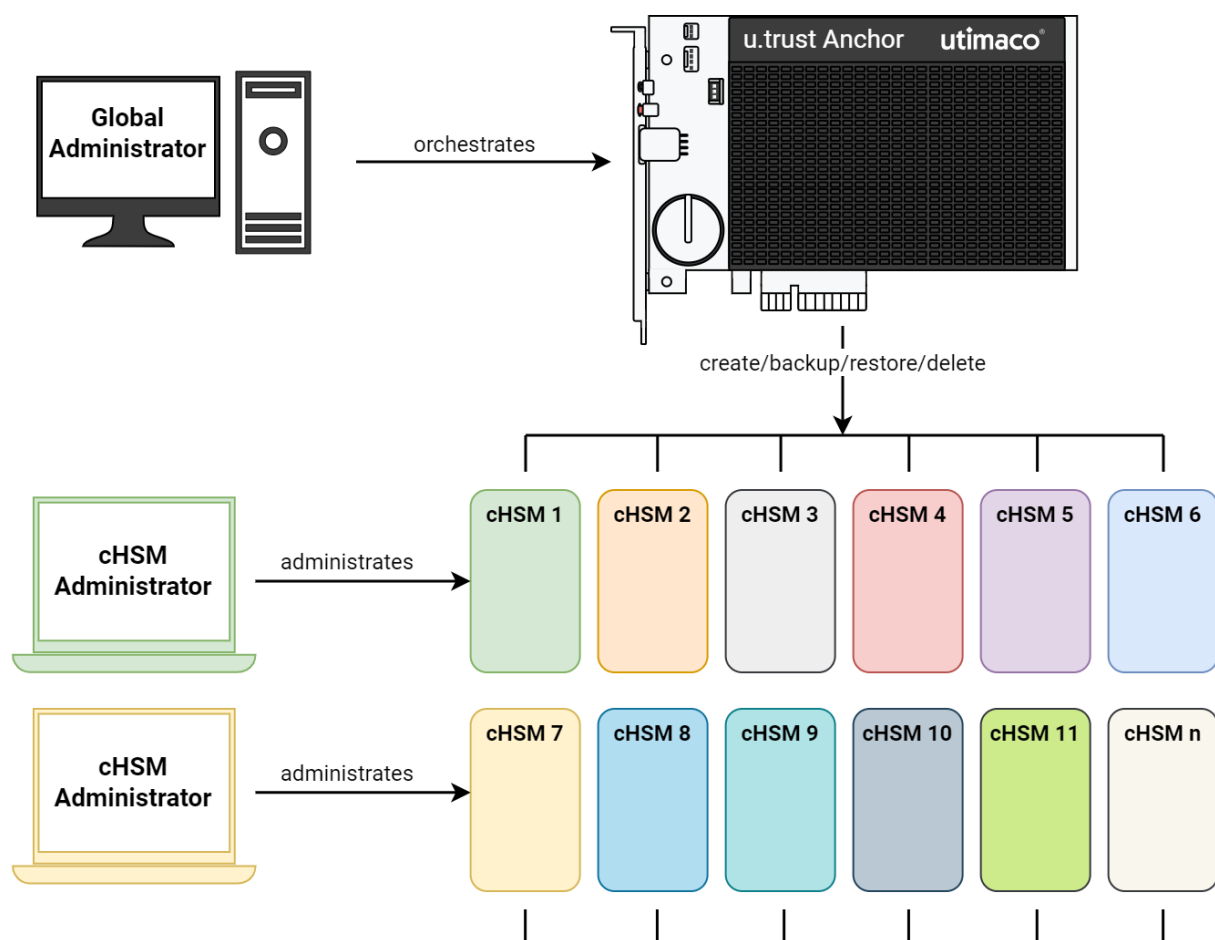 u.trust Anchor utimaco®
Global
Administrator
orchestrates
create/backup/restore/delete
cHSM 1 cHSM 2 cHSM 3 cHSM 4 cHSM 5 cHSM 6
cHSM
Administrator
administrates
cHSM 7 cHSM 8 cHSM 9 cHSM 10 cHSM 11 cHSM n
cHSM
Administrator
administrates